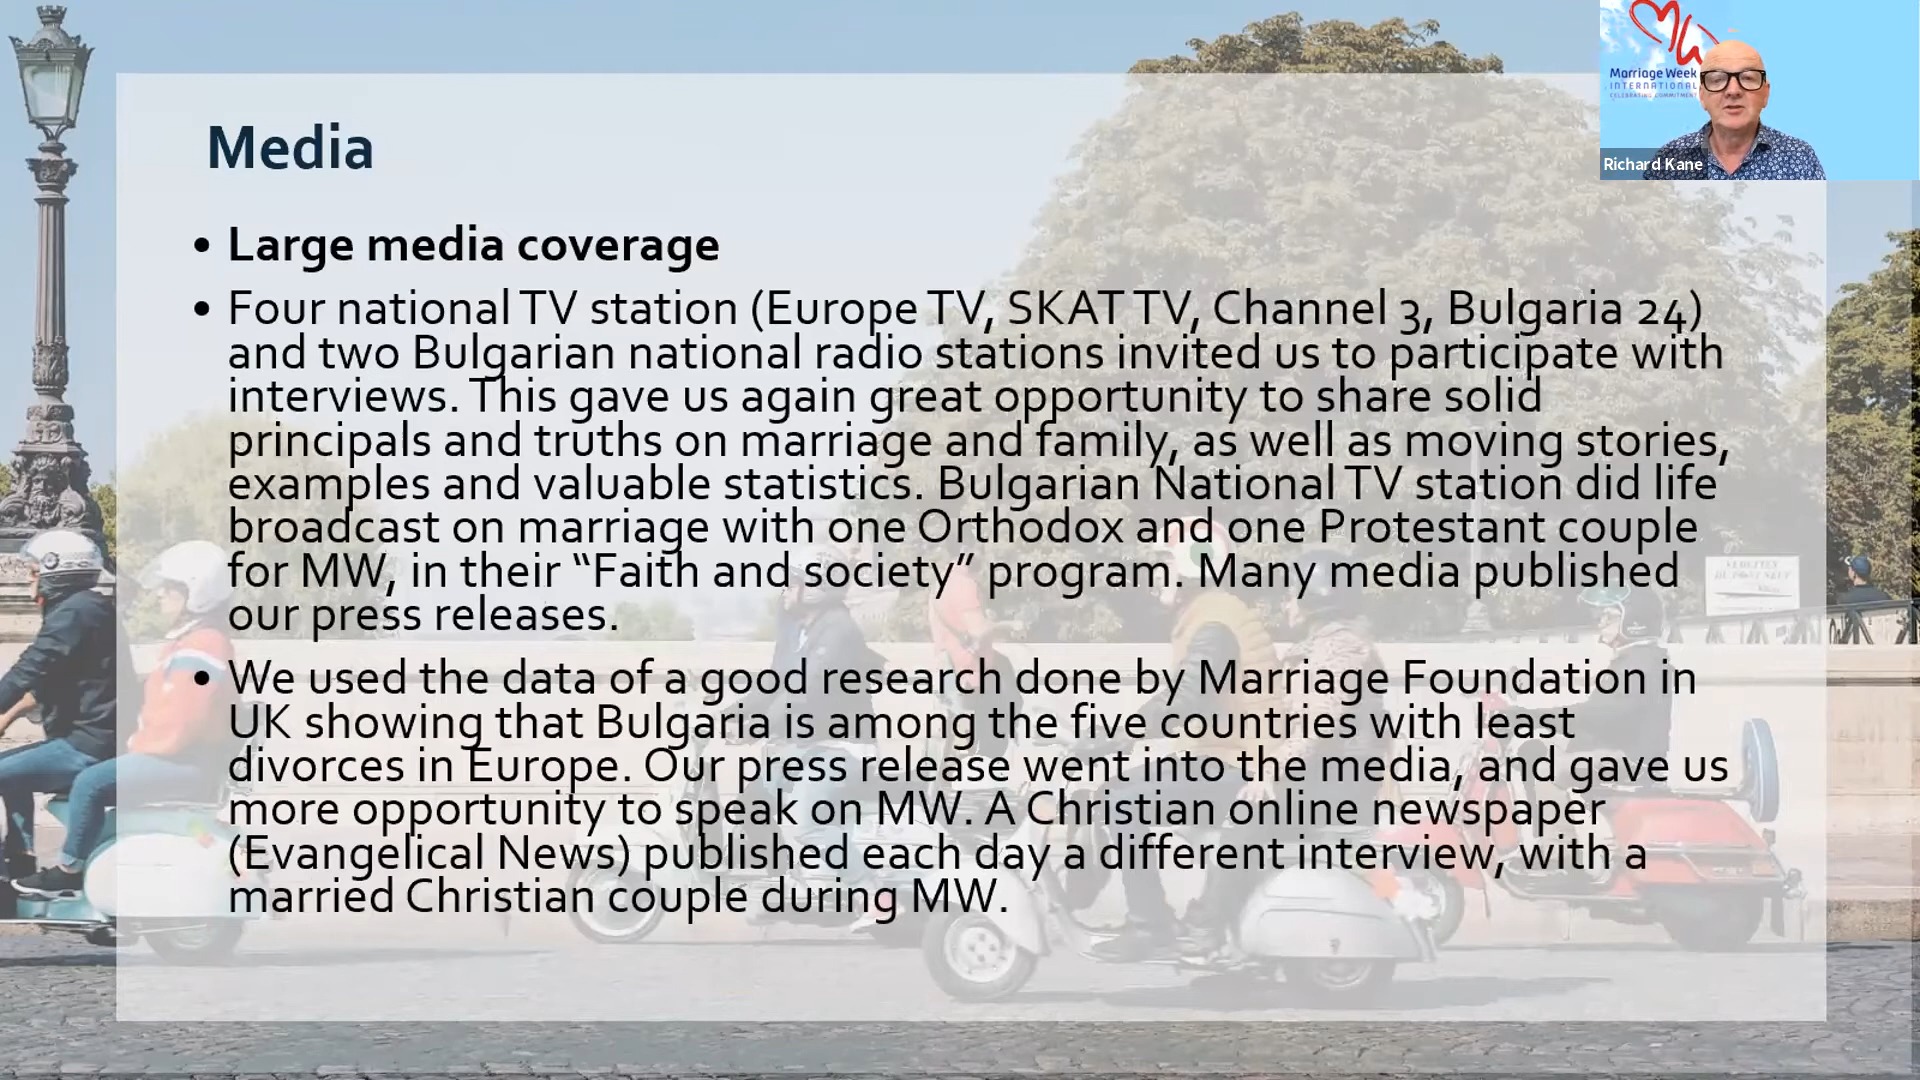 Marriage Week
INTERNATIONAL
CELEBRATING COMMITMENT
Richard Kane
Media
• Large media coverage
• Four national TV station (Europe TV, SKAT TV, Channel 3, Bulgaria 24)
and two Bulgarian national radio stations invited us to participate with
interviews. This gave us again great opportunity to share solid
principals and truths on marriage and family, as well as moving stories,
examples and valuable statistics. Bulgarian National TV station did life
broadcast on marriage with one Orthodox and one Protestant couple
for MW, in their “Faith and society” program. Many media published
our press releases.
• We used the data of a good research done by Marriage Foundation in
UK showing that Bulgaria is among the five countries with least
divorces in Europe. Our press release went into the media, and gave us
more opportunity to speak on MW. A Christian online newspaper
(Evangelical News) published each day a different interview, with a
married Christian couple during MW.
VEDETTES
DU PONT NEUF